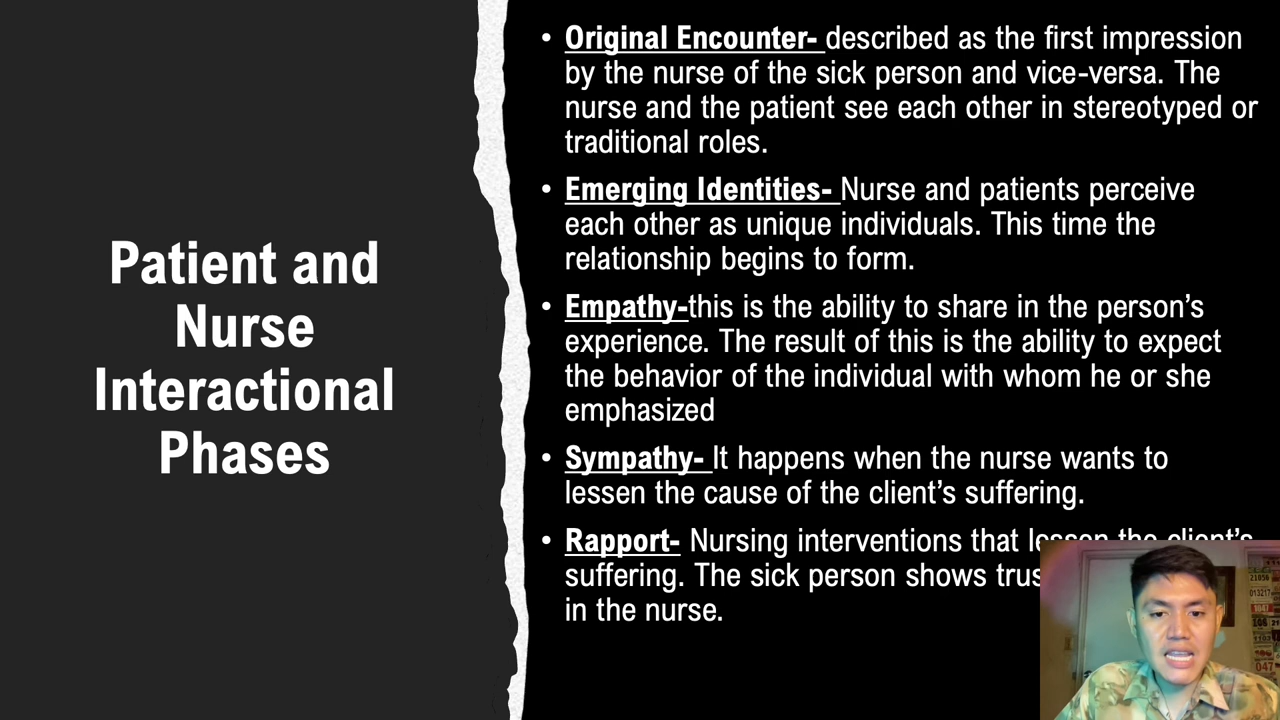 Patient and
Nurse
Interactional
Phases
• Original Encounter- described as the first impression
by the nurse of the sick person and vice-versa. The
nurse and the patient see each other in stereotyped or
traditional roles.
• Emerging Identities- Nurse and patients perceive
each other as unique individuals. This time the
relationship begins to form.
• Empathy-this is the ability to share in the person’s
experience. The result of this is the ability to expect
the behavior of the individual with whom he or she
emphasized
• Sympathy- It happens when the nurse wants to
lessen the cause of the client’s suffering.
• Rapport- Nursing interventions that lessen the client’s
suffering. The sick person shows
in the nurse.
21059
013217
1047
047